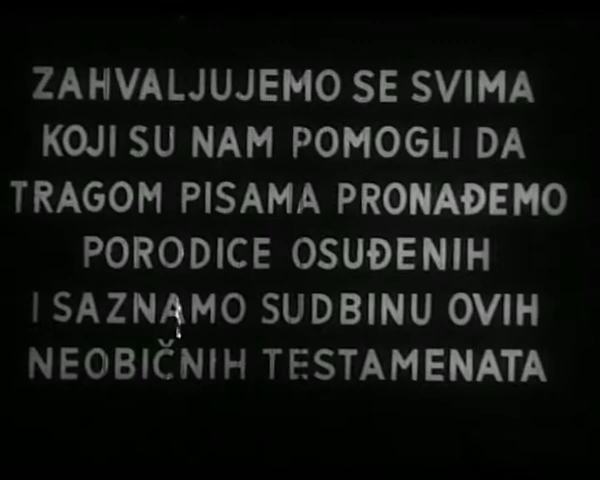 ZAHVALJUJEMO SE SVIMA
KOJI SU NAM POMOGLI DA
TRAGOM PISAMA PRONAĐEMO
PORODICE OSUĐENIH
I SAZNAMO SUDBINU OVIH
NEOBIČNIH TESTAMENATA